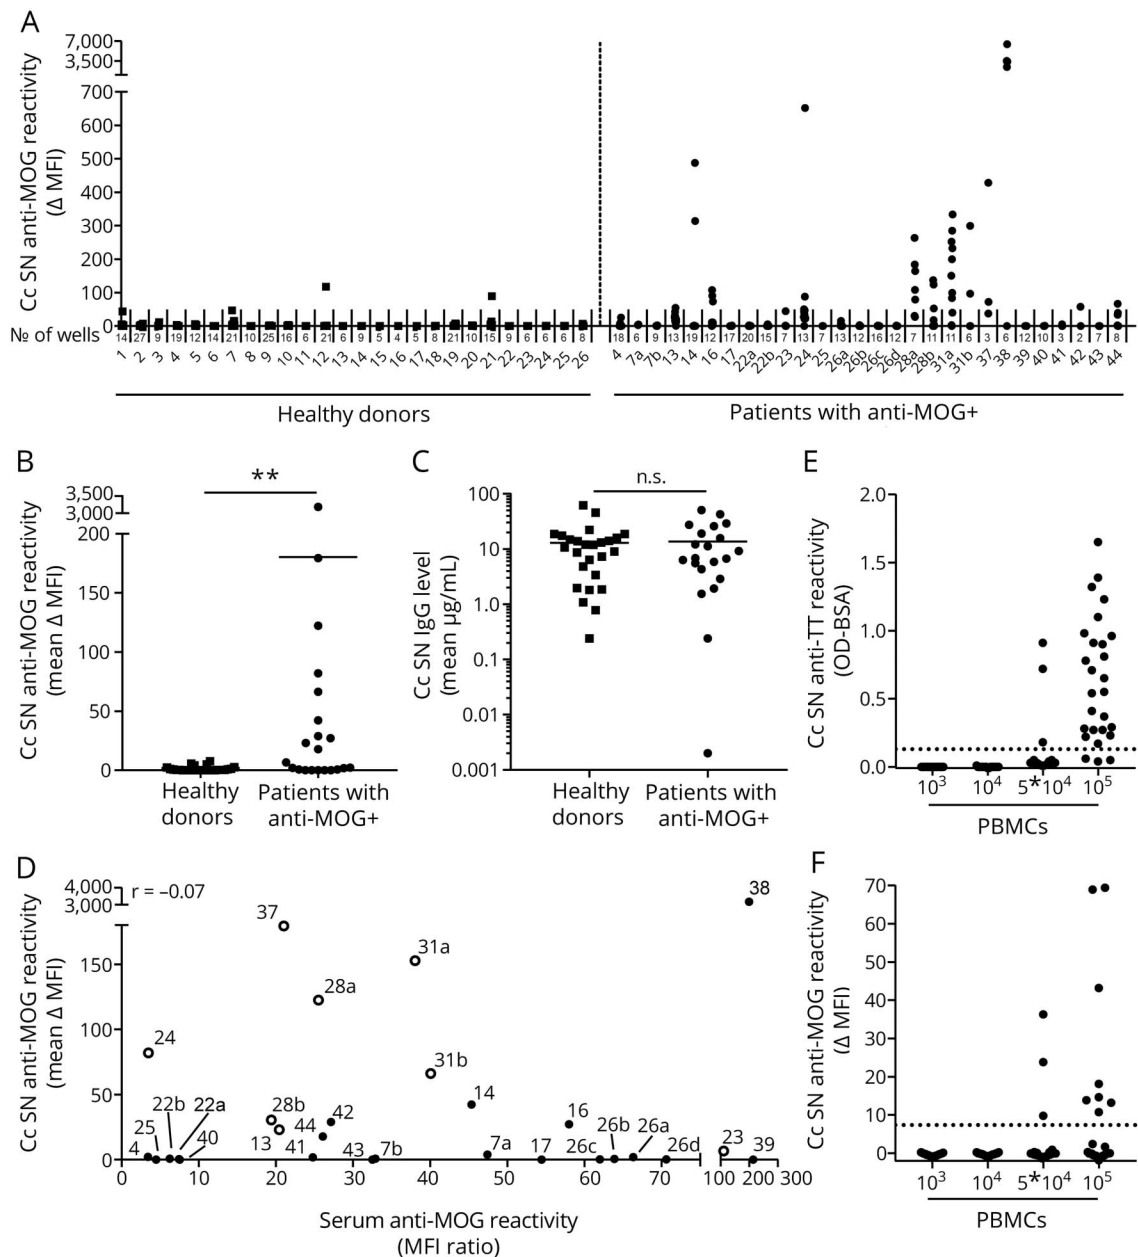 A
7,000
3,500
700
600
500
400
300
200
100
0
Cc SN anti-MOG reactivity
(Δ MFI)
№ of wells
14 27 9 19 12 14 21 10 25 16 6 21 6 9 5 4 5 8 21 10 15 9 6 6 6 8
1 2 3 4 5 6 7 8 9 10 11 12 13 14 15 16 17 18 19 20 21 22 23 24 25 26
18 6 9 13 19 12 17 20 15 7 13 7 13 12 16 12 7 11 11 6 3 6 12 10 3 2 7 8
4 7a 7b 13 14 16 17 22a 22b 23 24 25 26a 26b 26c 26d 28a 28b 31a 31b 37 38 39 40 41 42 43 44
Healthy donors
Patients with anti-MOG+
B
**
3,500
3,000
200
150
100
50
0
Cc SN anti-MOG reactivity
(mean Δ MFI)
Healthy
donors
Patients with
anti-MOG+
C
n.s.
100
10
1.0
0.1
0.01
0.001
Cc SN IgG level
(mean µg/mL)
Healthy
donors
Patients with
anti-MOG+
E
2.0
1.5
1.0
0.5
0.0
Cc SN anti-TT reactivity
(OD-BSA)
10³ 10⁴ 5*10⁴ 10⁵
PBMCs
D
4,000
3,000
150
100
50
0
r = –0.07
Cc SN anti-MOG reactivity
(mean Δ MFI)
38
37
31a
28a
24
31b
22b 22a
28b
42
14
16
25
44
26b
26a
4
40
13
41
43
7b
7a
17
26c
26d
23
39
0 10 20 30 40 50 60 70 100 200 300
Serum anti-MOG reactivity
(MFI ratio)
F
70
60
50
40
30
20
10
0
Cc SN anti-MOG reactivity
(Δ MFI)
10³ 10⁴ 5*10⁴ 10⁵
PBMCs